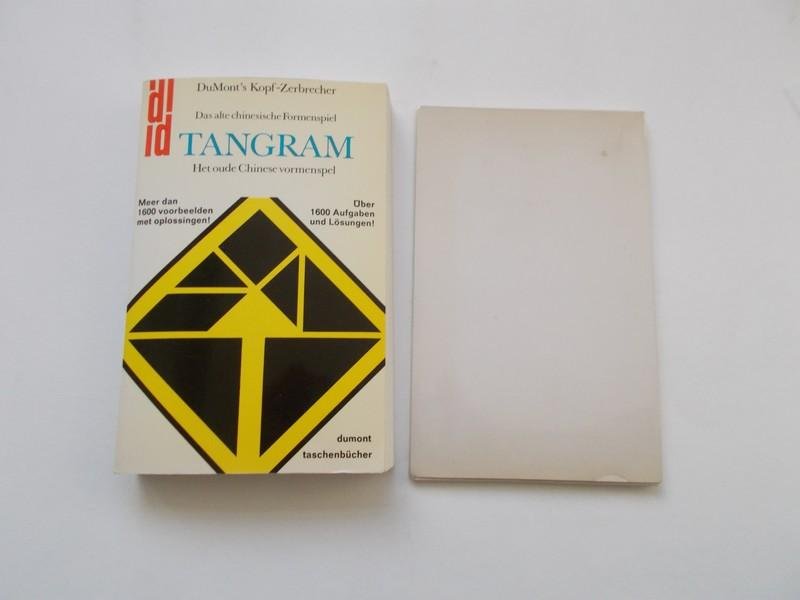 DuMont's Kopf-Zerbrecher
Das alte chinesische Formenspiel
TANGRAM
Het oude Chinese vormenspel
Meer dan
1600 voorbeelden
met oplossingen!
Über
1600 Aufgaben
und Lösungen!
dumont
taschenbücher